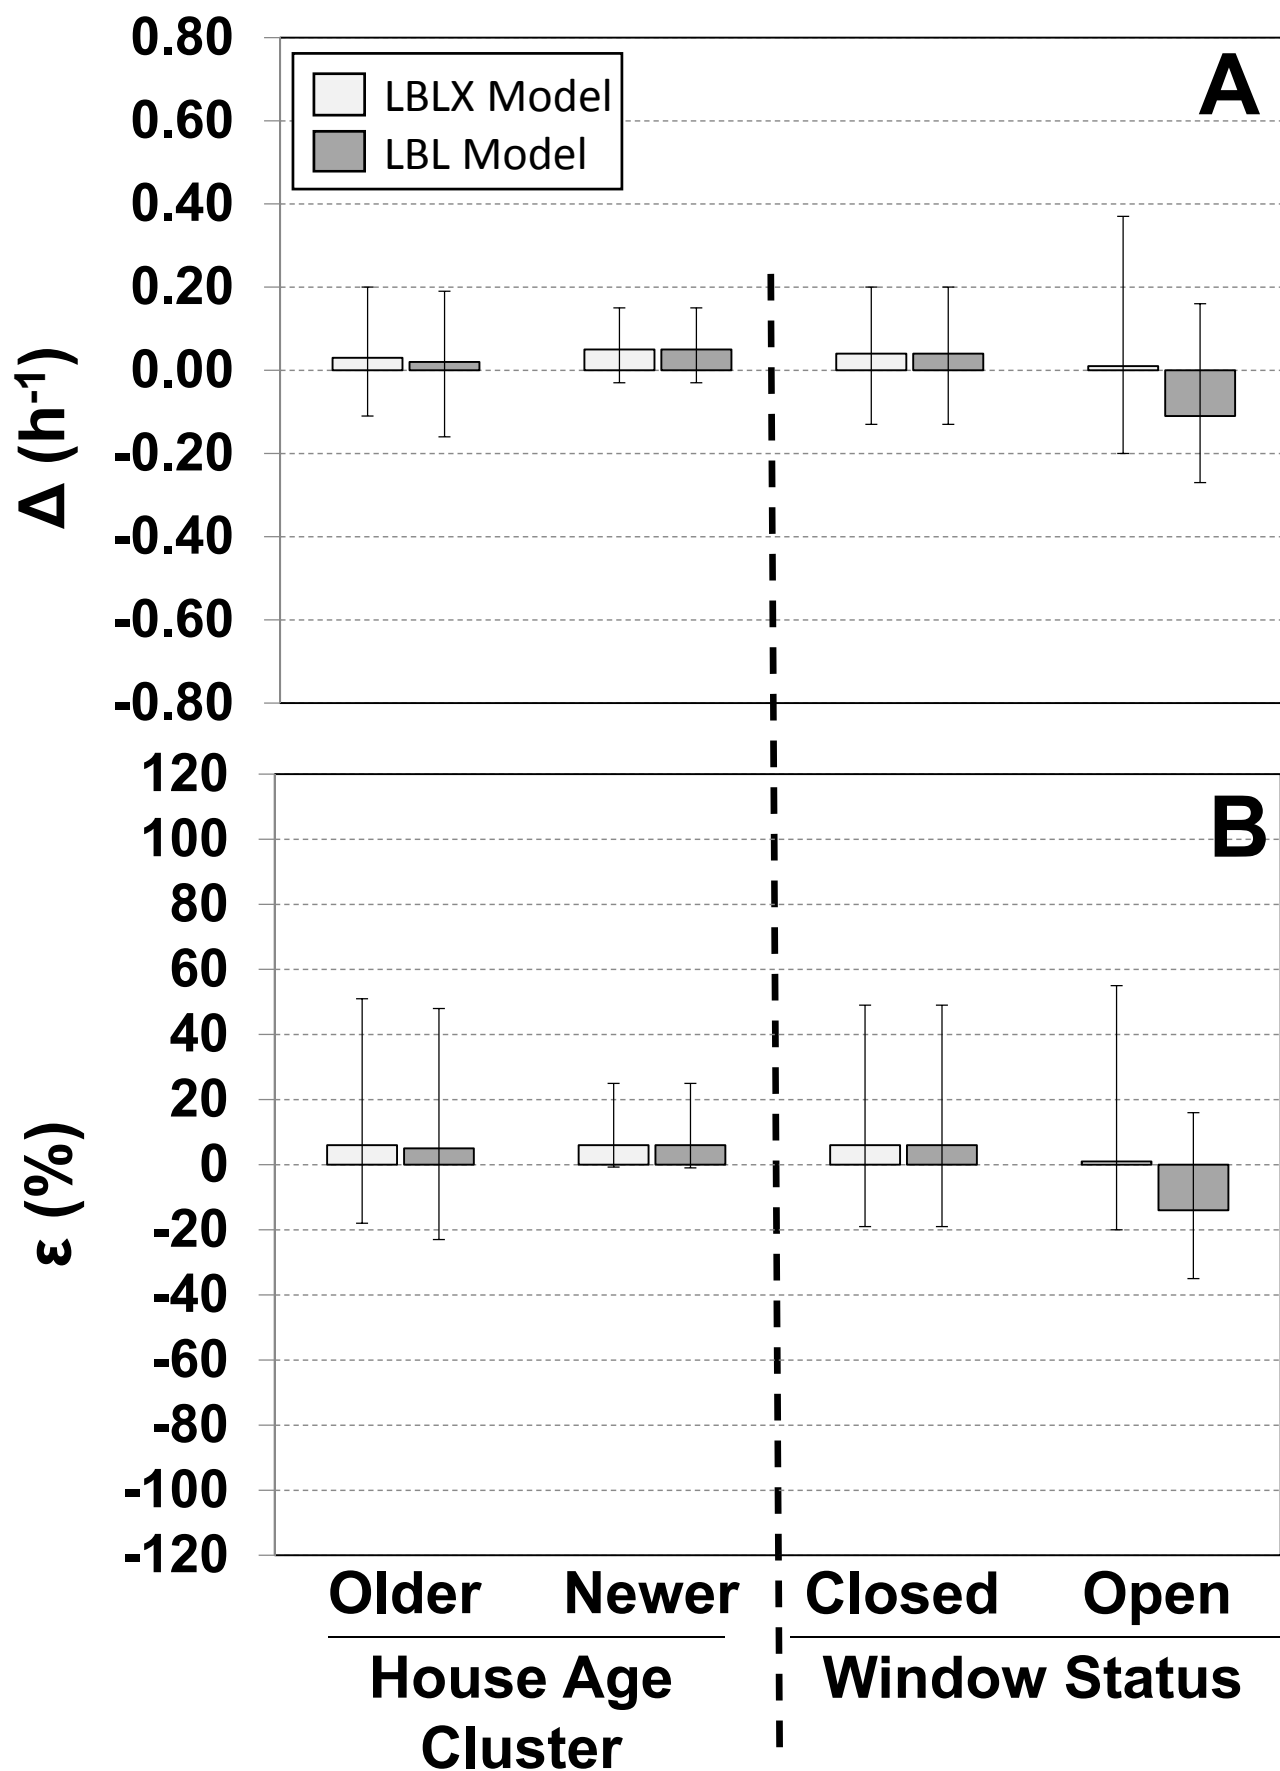 0.80
0.60
0.40
0.20
0.00
-0.20
-0.40
-0.60
-0.80
Δ (h⁻¹)
LBLX Model
LBL Model
A
120
100
80
60
40
20
0
-20
-40
-60
-80
-100
-120
ε (%)
B
Older Newer Closed Open
House Age Window Status
Cluster